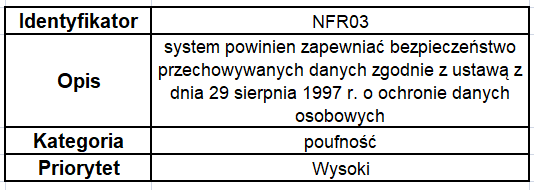 Identyfikator NFR03
Opis system powinien zapewniać bezpieczeństwo
przechowywanych danych zgodnie z ustawą z
dnia 29 sierpnia 1997 r. o ochronie danych
osobowych
Kategoria poufność
Priorytet Wysoki